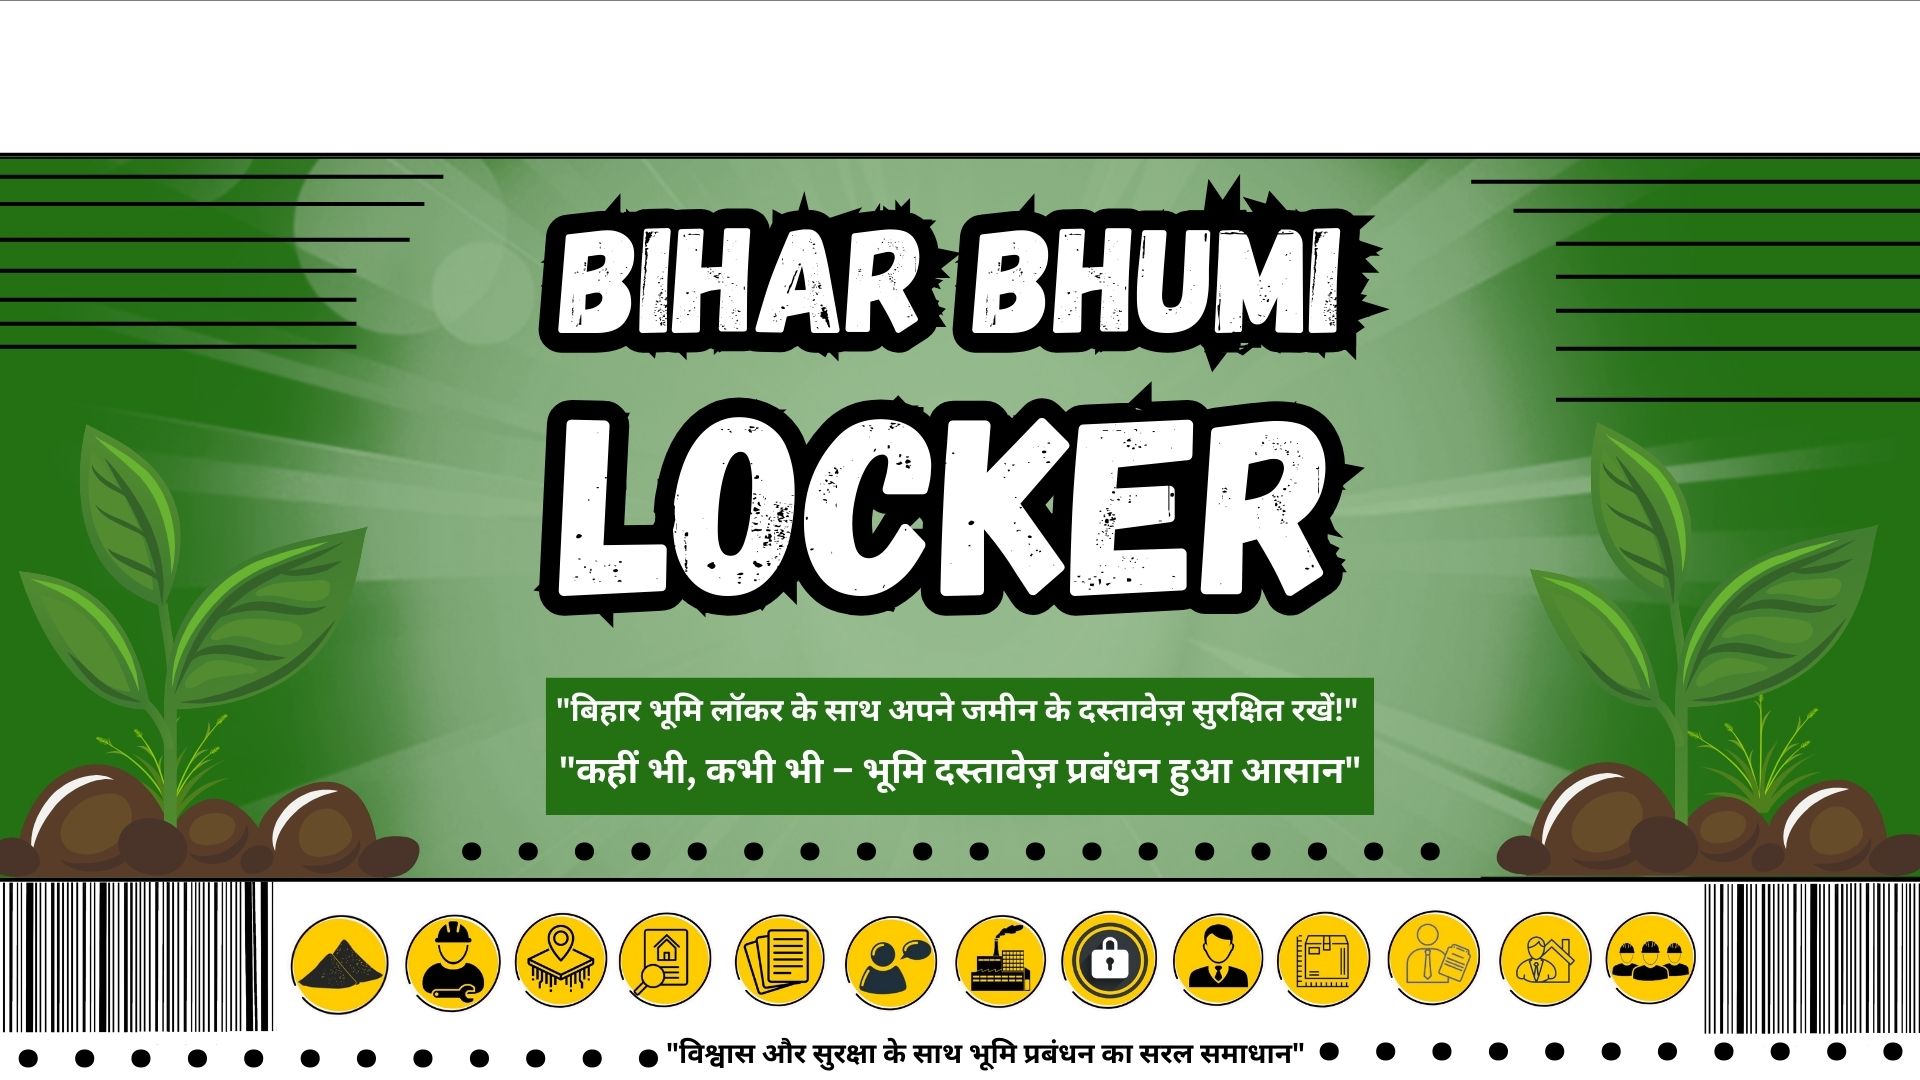 BIHAR BHUMI
LOCKER
"बिहार भूमि लॉकर के साथ अपने जमीन के दस्तावेज़ सुरक्षित रखें!"
"कहीं भी, कभी भी – भूमि दस्तावेज़ प्रबंधन हुआ आसान"
"विश्वास और सुरक्षा के साथ भूमि प्रबंधन का सरल समाधान"